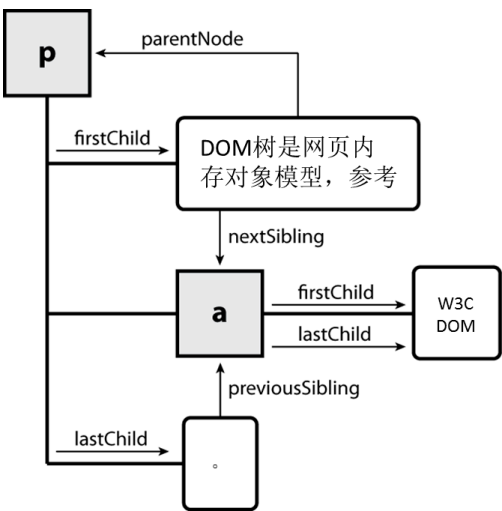 p
parentNode
firstChild
DOM树是网页内
存对象模型，参考
nextSibling
a
firstChild
lastChild
W3C
DOM
previousSibling
lastChild
。